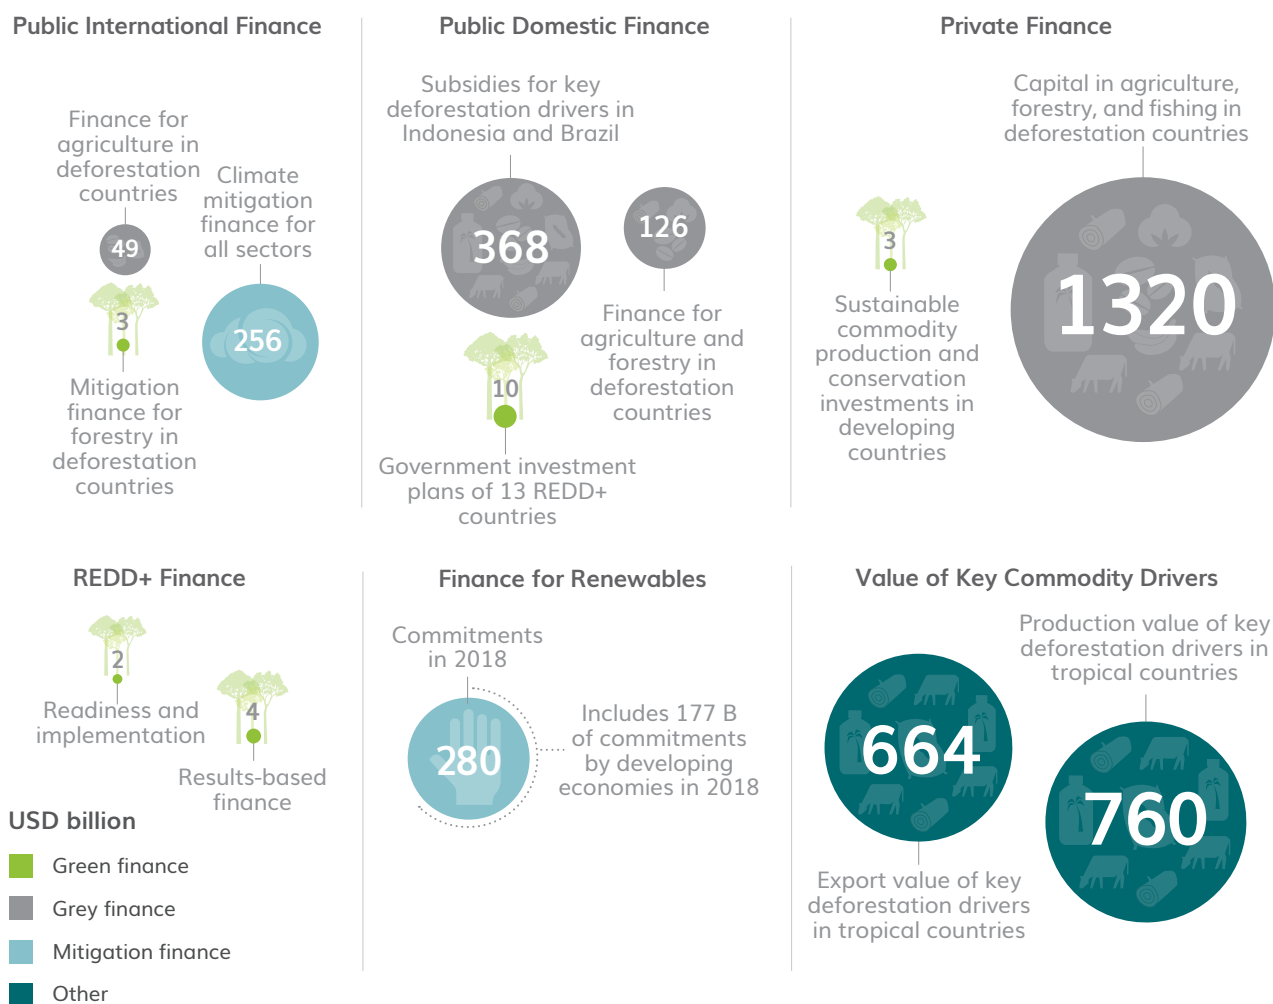 Public International Finance
Finance for
agriculture in
deforestation
countries
49
Climate
mitigation
finance for
all sectors
256
3
Mitigation
finance for
forestry in
deforestation
countries
Public Domestic Finance
Subsidies for key
deforestation drivers in
Indonesia and Brazil
368
126
Finance for
agriculture and
forestry in
deforestation
countries
10
Government investment
plans of 13 REDD+
countries
Private Finance
Capital in agriculture,
forestry, and fishing in
deforestation countries
1320
3
Sustainable
commodity
production and
conservation
investments in
developing
countries
REDD+ Finance
2
Readiness and
implementation
4
Results-based
finance
Finance for Renewables
Commitments
in 2018
280
Includes 177 B
of commitments
by developing
economies in 2018
Value of Key Commodity Drivers
Production value of key
deforestation drivers in
tropical countries
664
760
Export value of key
deforestation drivers
in tropical countries
USD billion
Green finance
Grey finance
Mitigation finance
Other